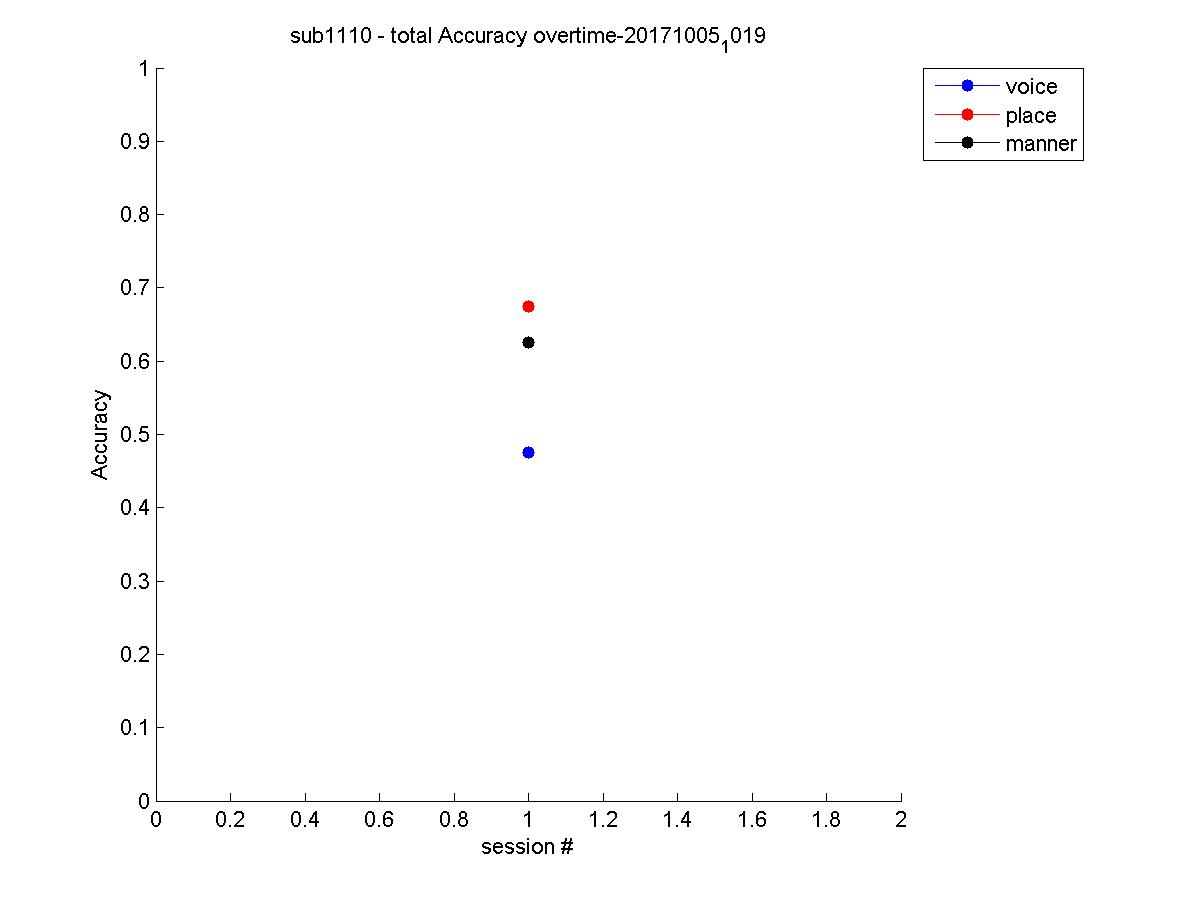 sub1110 - total Accuracy overtime-20171005₁019
voice
place
manner
1
0.9
0.8
0.7
0.6
0.5
0.4
0.3
0.2
0.1
0
Accuracy
0 0.2 0.4 0.6 0.8 1 1.2 1.4 1.6 1.8 2
session #